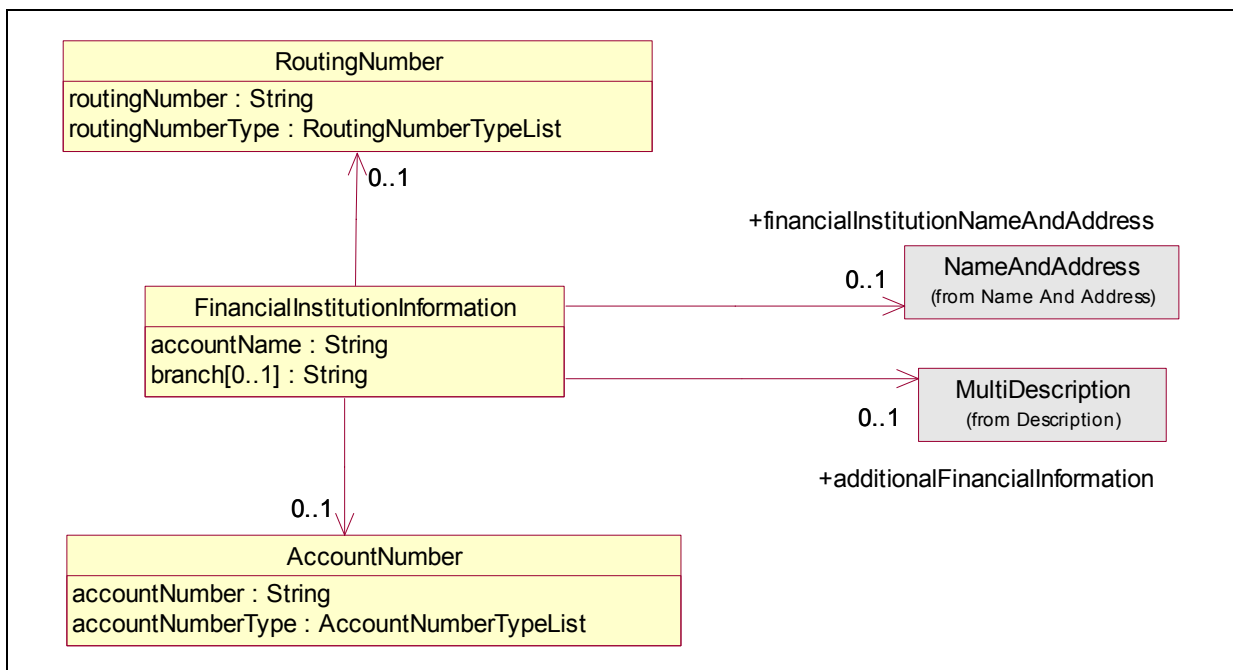 RoutingNumber
routingNumber : String
routingNumberType : RoutingNumberTypeList
0..1
+financialInstitutionNameAndAddress
0..1
NameAndAddress
(from Name And Address)
FinancialInstitutionInformation
accountName : String
branch[0..1] : String
MultiDescription
(from Description)
0..1
+additionalFinancialInformation
0..1
AccountNumber
accountNumber : String
accountNumberType : AccountNumberTypeList